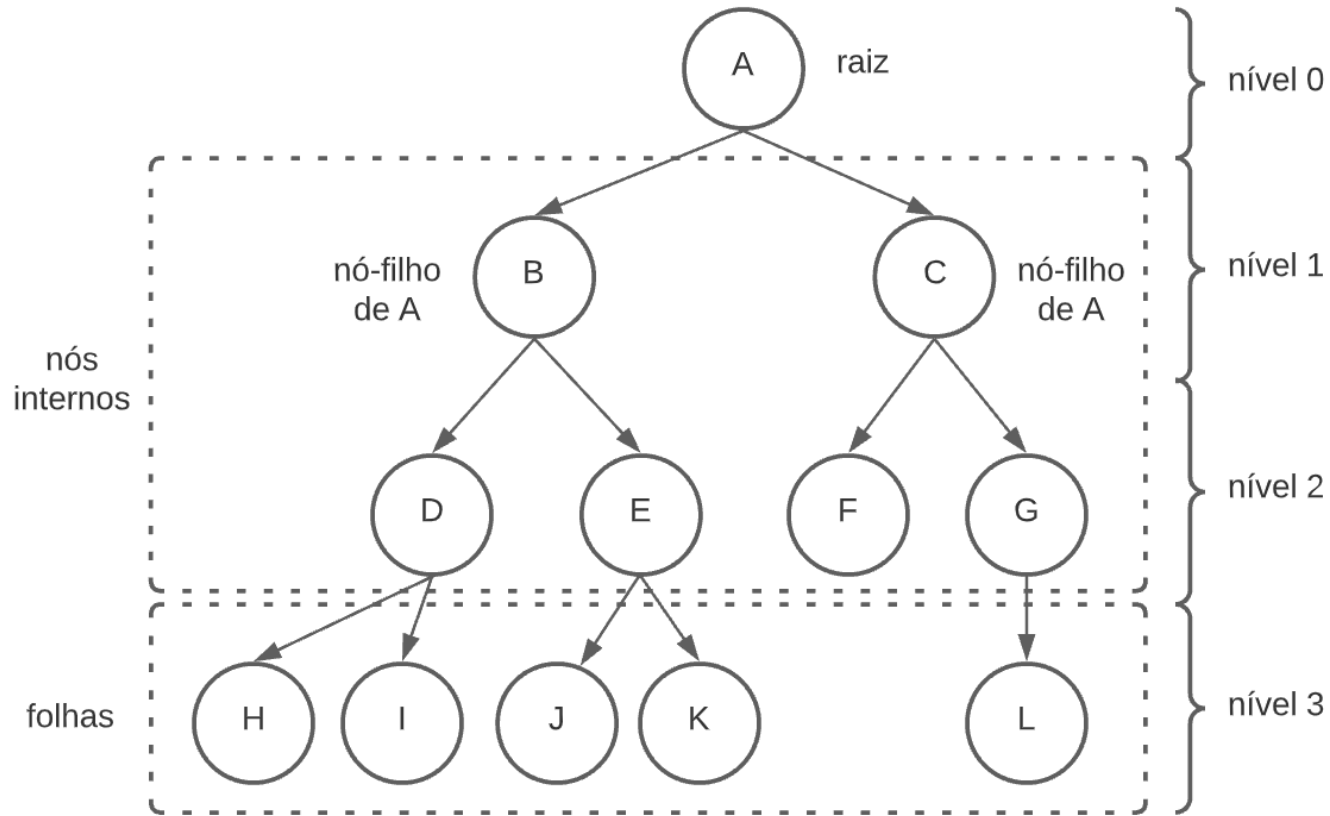 A
raiz
nível 0
nó-filho
de A
B
C
nó-filho
de A
nível 1
nós
internos
D
E
F
G
nível 2
folhas
H
I
J
K
L
nível 3